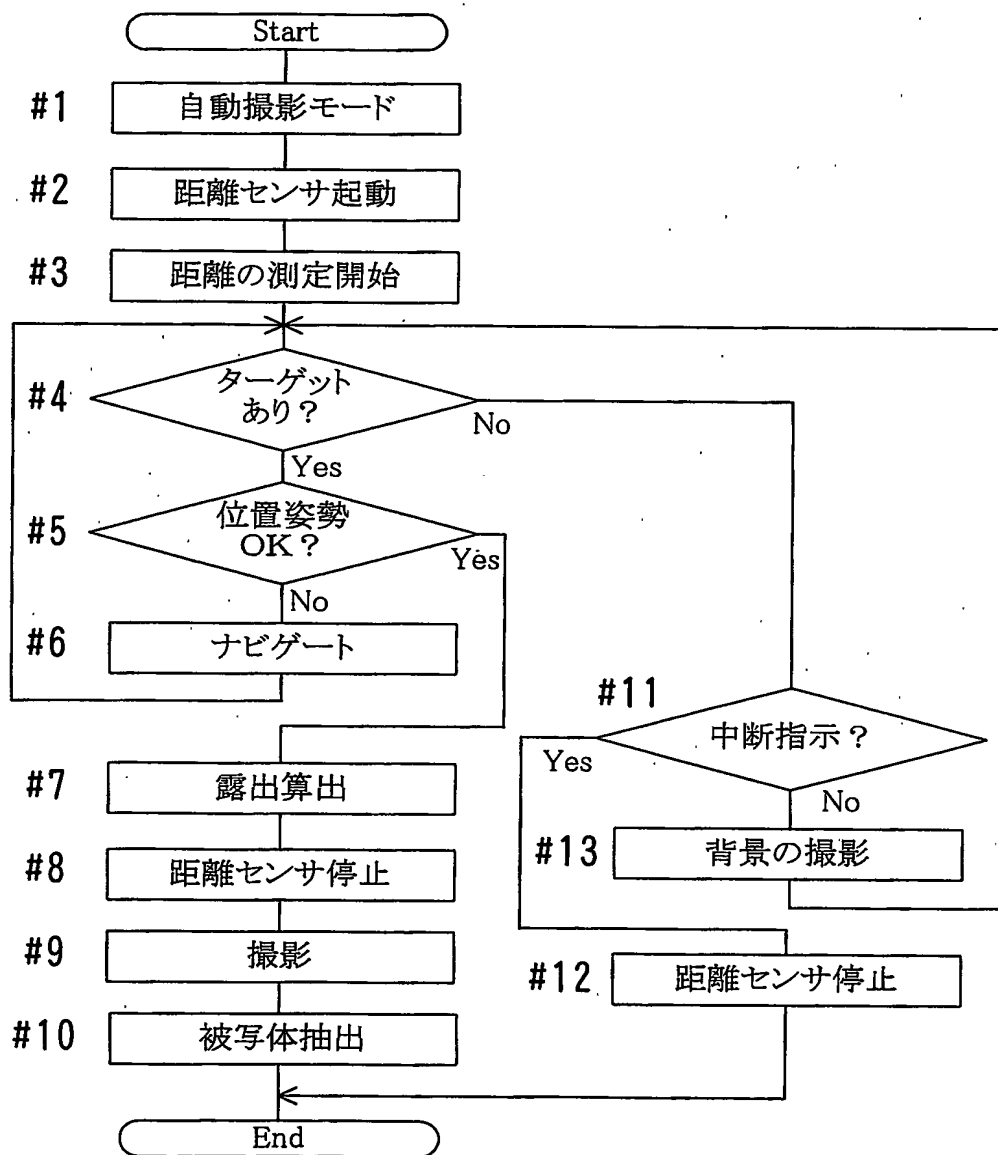 Start
#1
自動撮影モード
#2
距離センサ起動
#3
距離の測定開始
#4
ターゲット
あり？
No
Yes
#5
位置姿勢
OK？
Yes
No
#6
ナビゲート
#11
中断指示？
Yes
No
#7
露出算出
#13
背景の撮影
#8
距離センサ停止
#9
撮影
#12
距離センサ停止
#10
被写体抽出
End